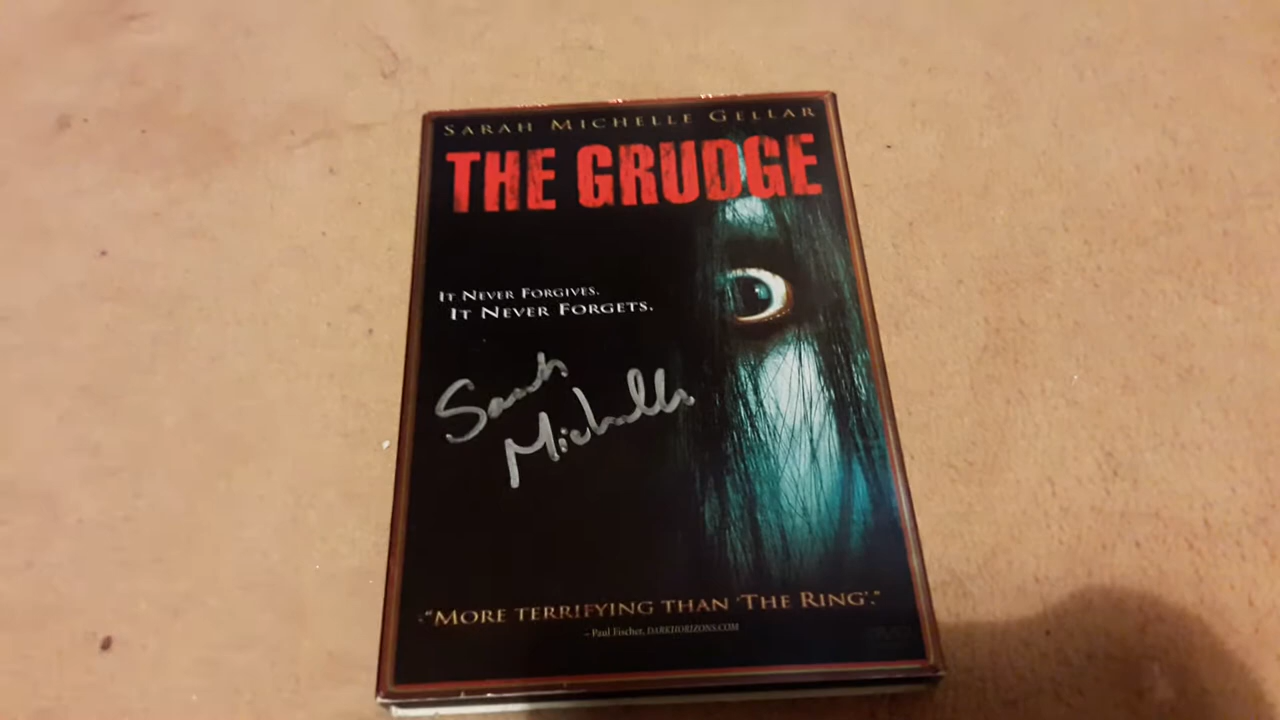 SARAH MICHELLE GELLAR
THE GRUDGE
IT NEVER FORGIVES.
IT NEVER FORGETS.
Sarah
Michelle
"MORE TERRIFYING THAN 'THE RING'."
– Paul Fischer, DARKHORIZONS.COM
DVD